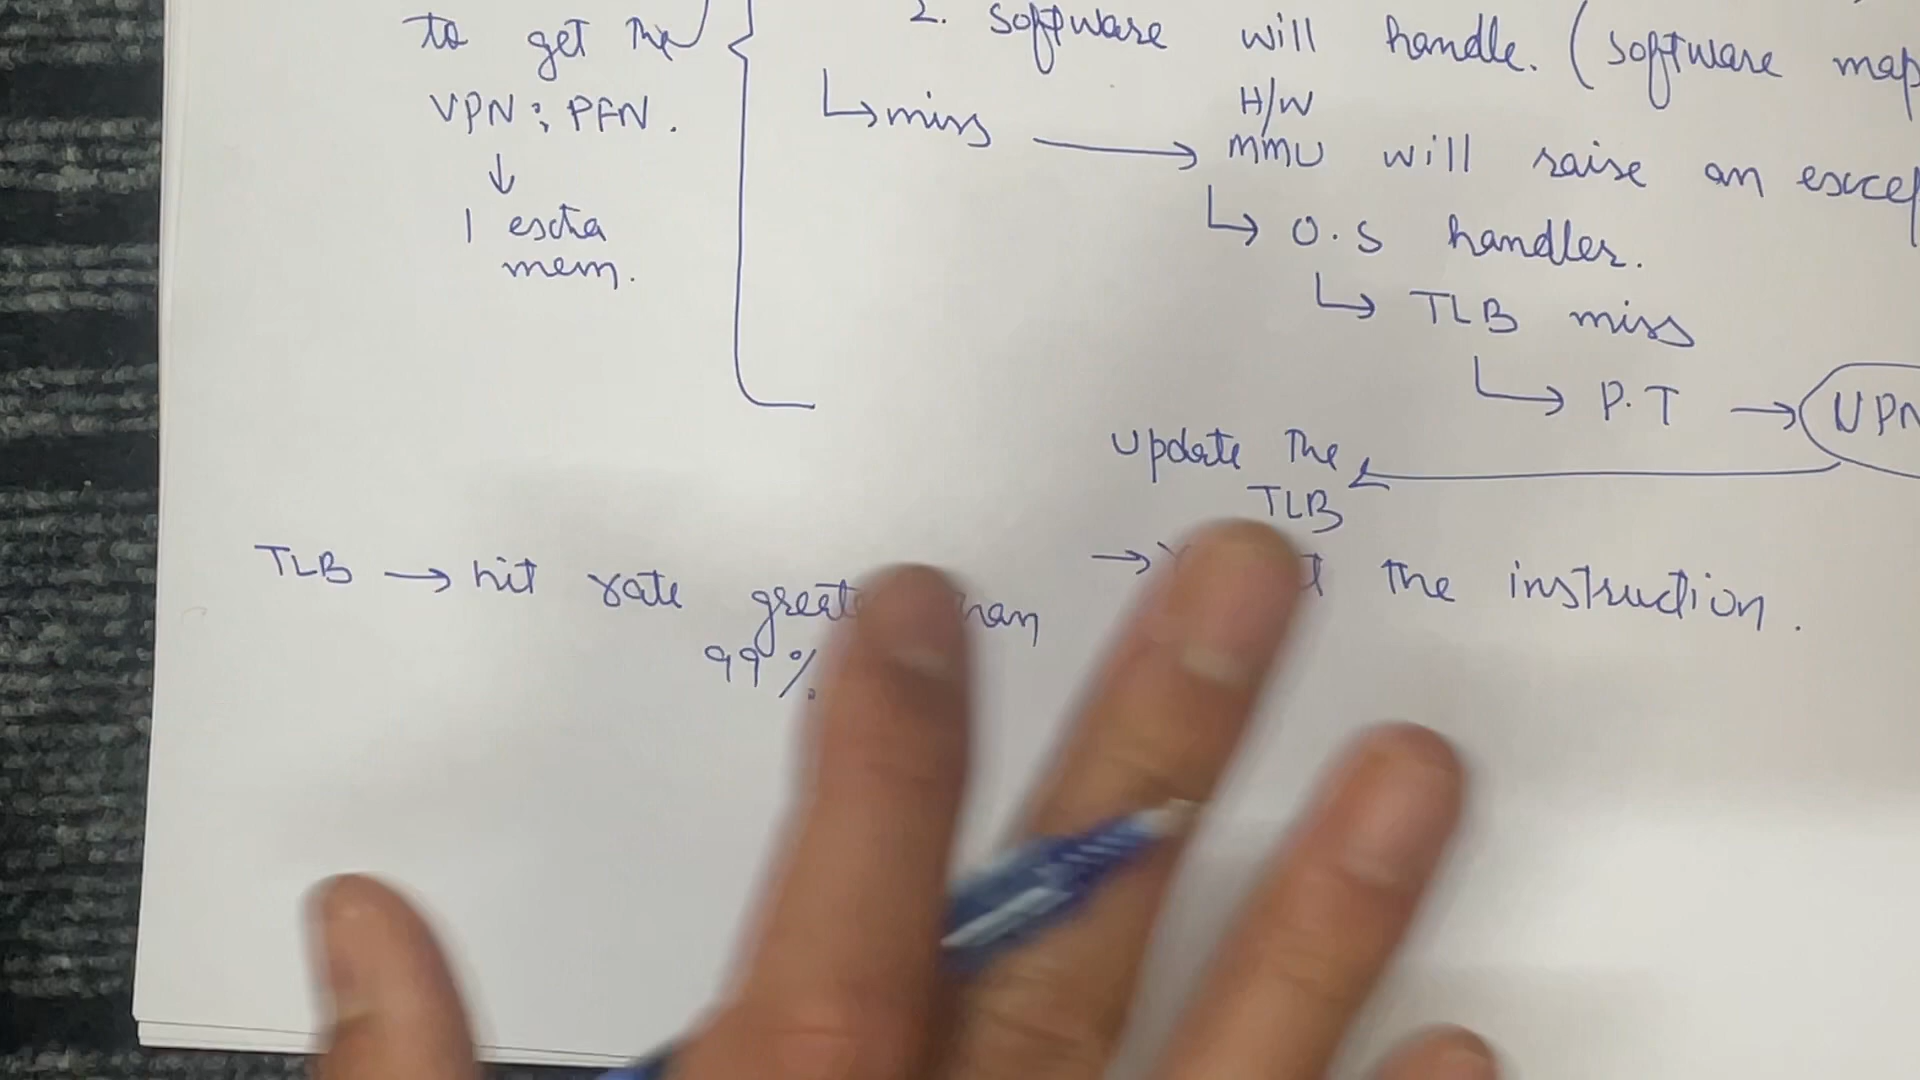 to get the
VPN : PFN.
↓
1 extra
mem.
2. software will handle. (software
↳ miss → H/W
MMU will raise an
↳ O.S handler.
↳ TLB miss
↳ P.T →
update the
TLB
→ the instruction.
TLB → hit rate
99%.